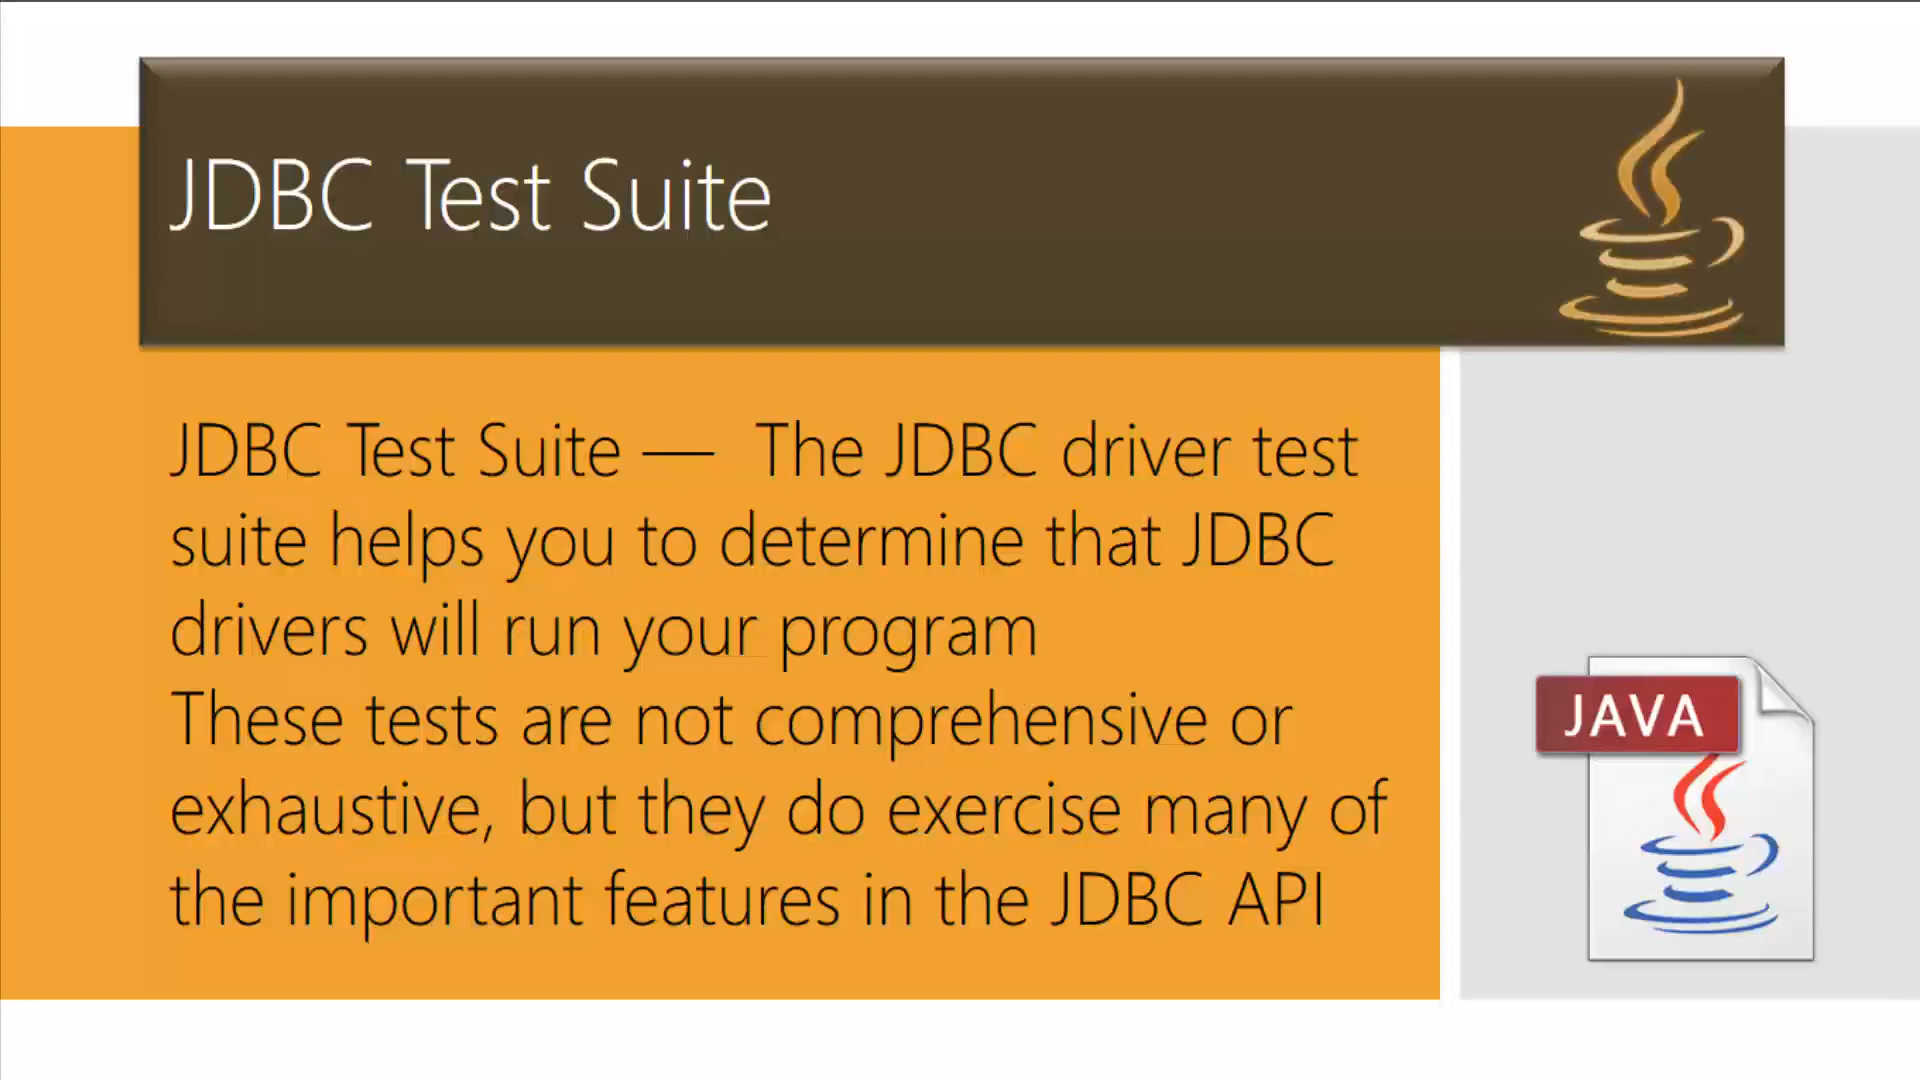 JDBC Test Suite
JDBC Test Suite — The JDBC driver test
suite helps you to determine that JDBC
drivers will run your program
These tests are not comprehensive or
exhaustive, but they do exercise many of
the important features in the JDBC API
JAVA